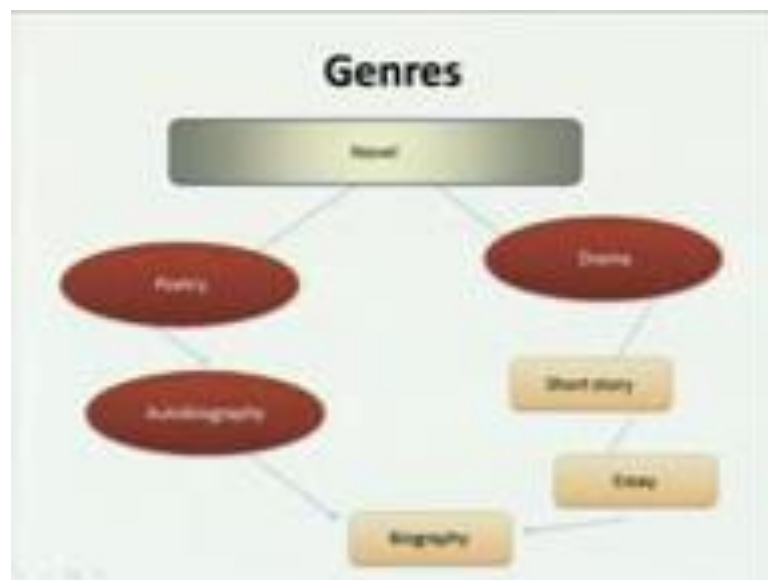 Genres
Novel
Poetry
Drama
Autobiography
Short story
Essay
Biography